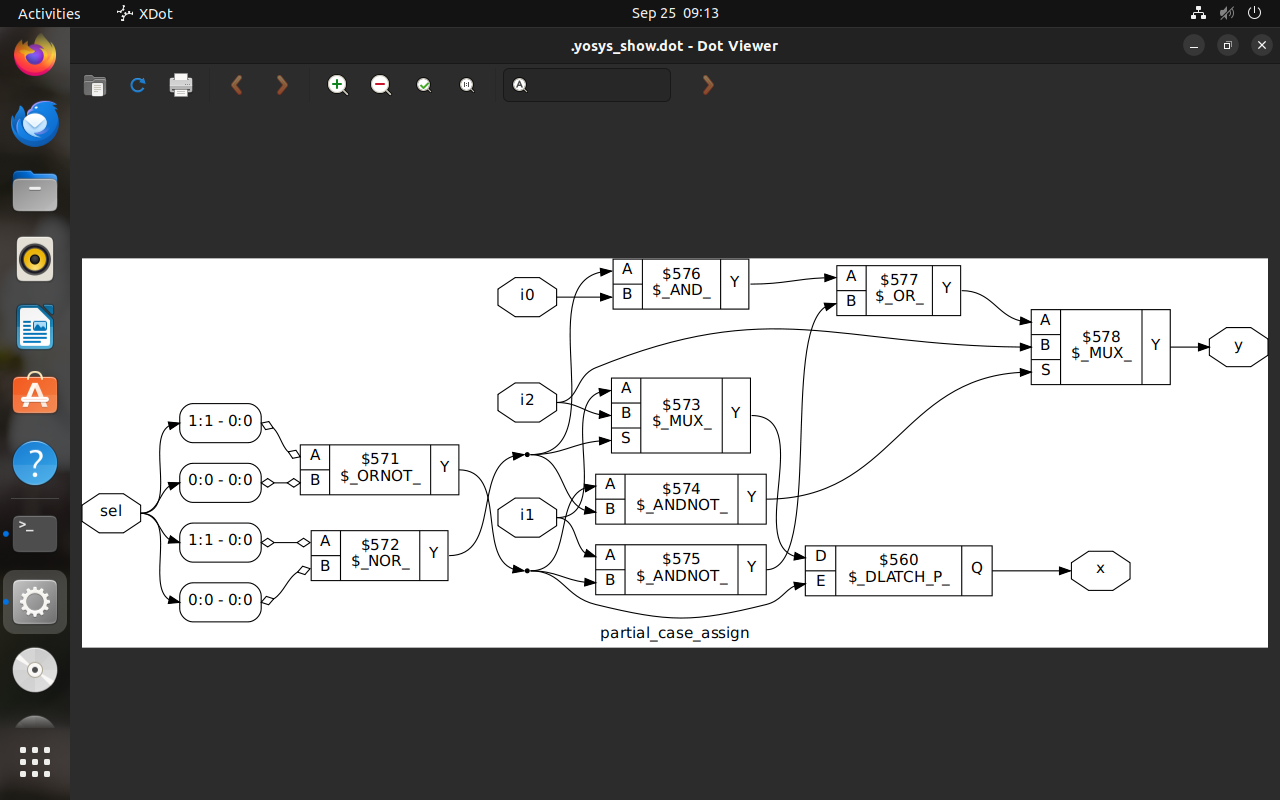 Activities
XDot
Sep 25 09:13
.yosys_show.dot - Dot Viewer
A
A
B
$576
$_AND_
Y
i0
A
B
$577
$_OR_
Y
A
B
S
$578
$_MUX_
Y
y
i2
A
B
S
$573
$_MUX_
Y
1:1 - 0:0
0:0 - 0:0
A
B
$571
$_ORNOT_
Y
sel
1:1 - 0:0
0:0 - 0:0
A
B
$572
$_NOR_
Y
i1
A
B
$574
$_ANDNOT_
Y
A
B
$575
$_ANDNOT_
Y
D
E
$560
$_DLATCH_P_
Q
x
partial_case_assign